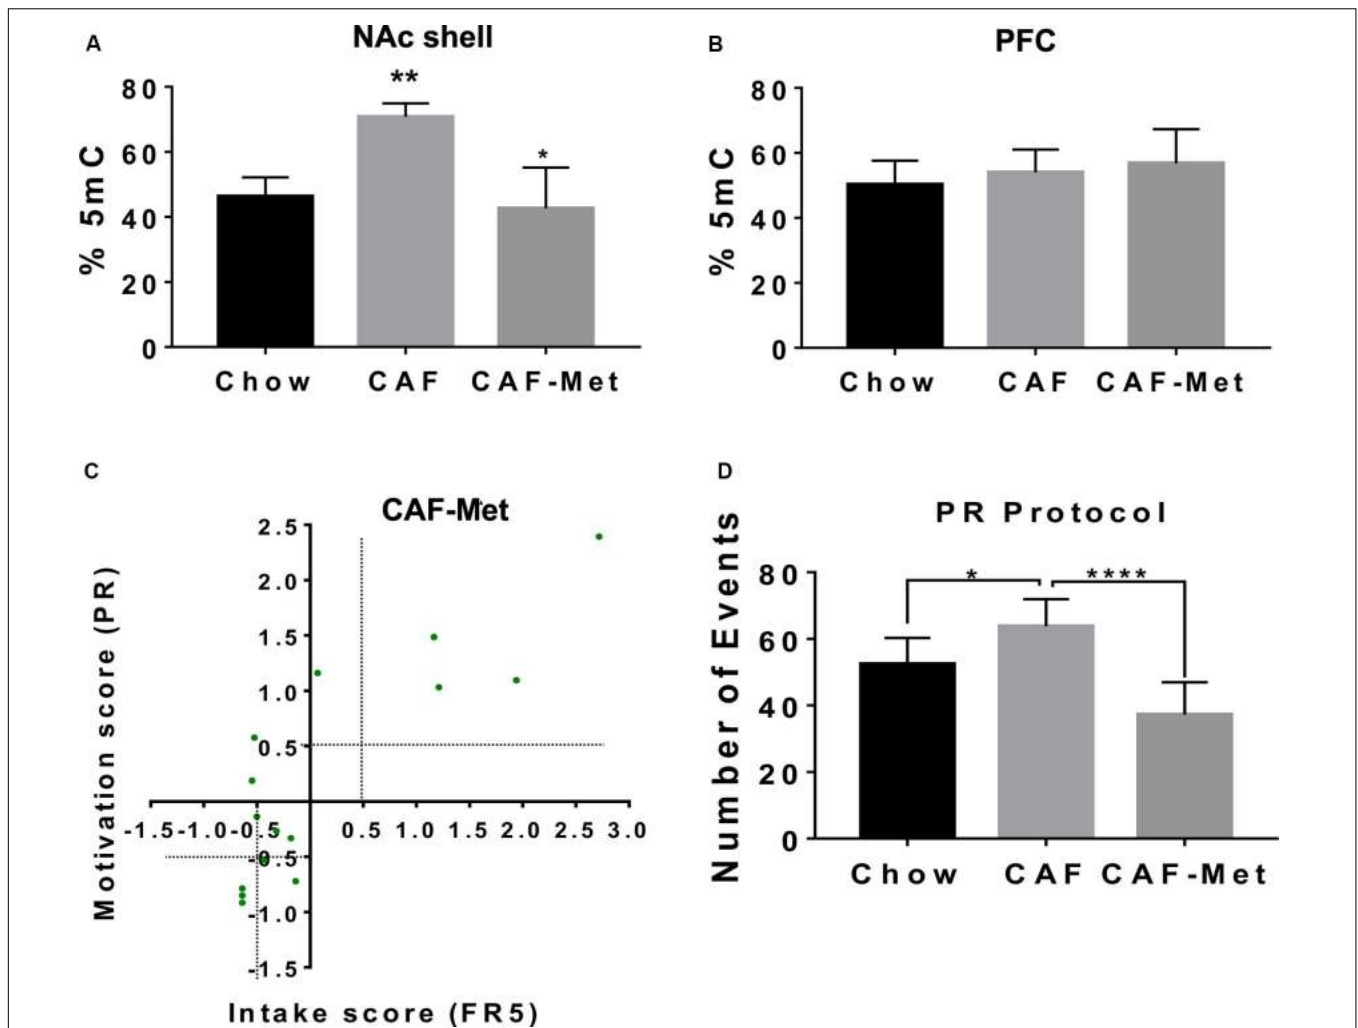 A
NAc shell
**
*
80
60
40
20
0
% 5mC
Chow CAF CAF-Met
B
PFC
80
60
40
20
0
% 5mC
Chow CAF CAF-Met
C
CAF-Met
2.5
2.0
1.5
1.0
0.5
-1.5 -1.0 -0.5 0.5 1.0 1.5 2.0 2.5 3.0
-0.5
-1.0
-1.5
Motivation score (PR)
Intake score (FR5)
D
PR Protocol
* ****
80
60
40
20
0
Number of Events
Chow CAF CAF-Met